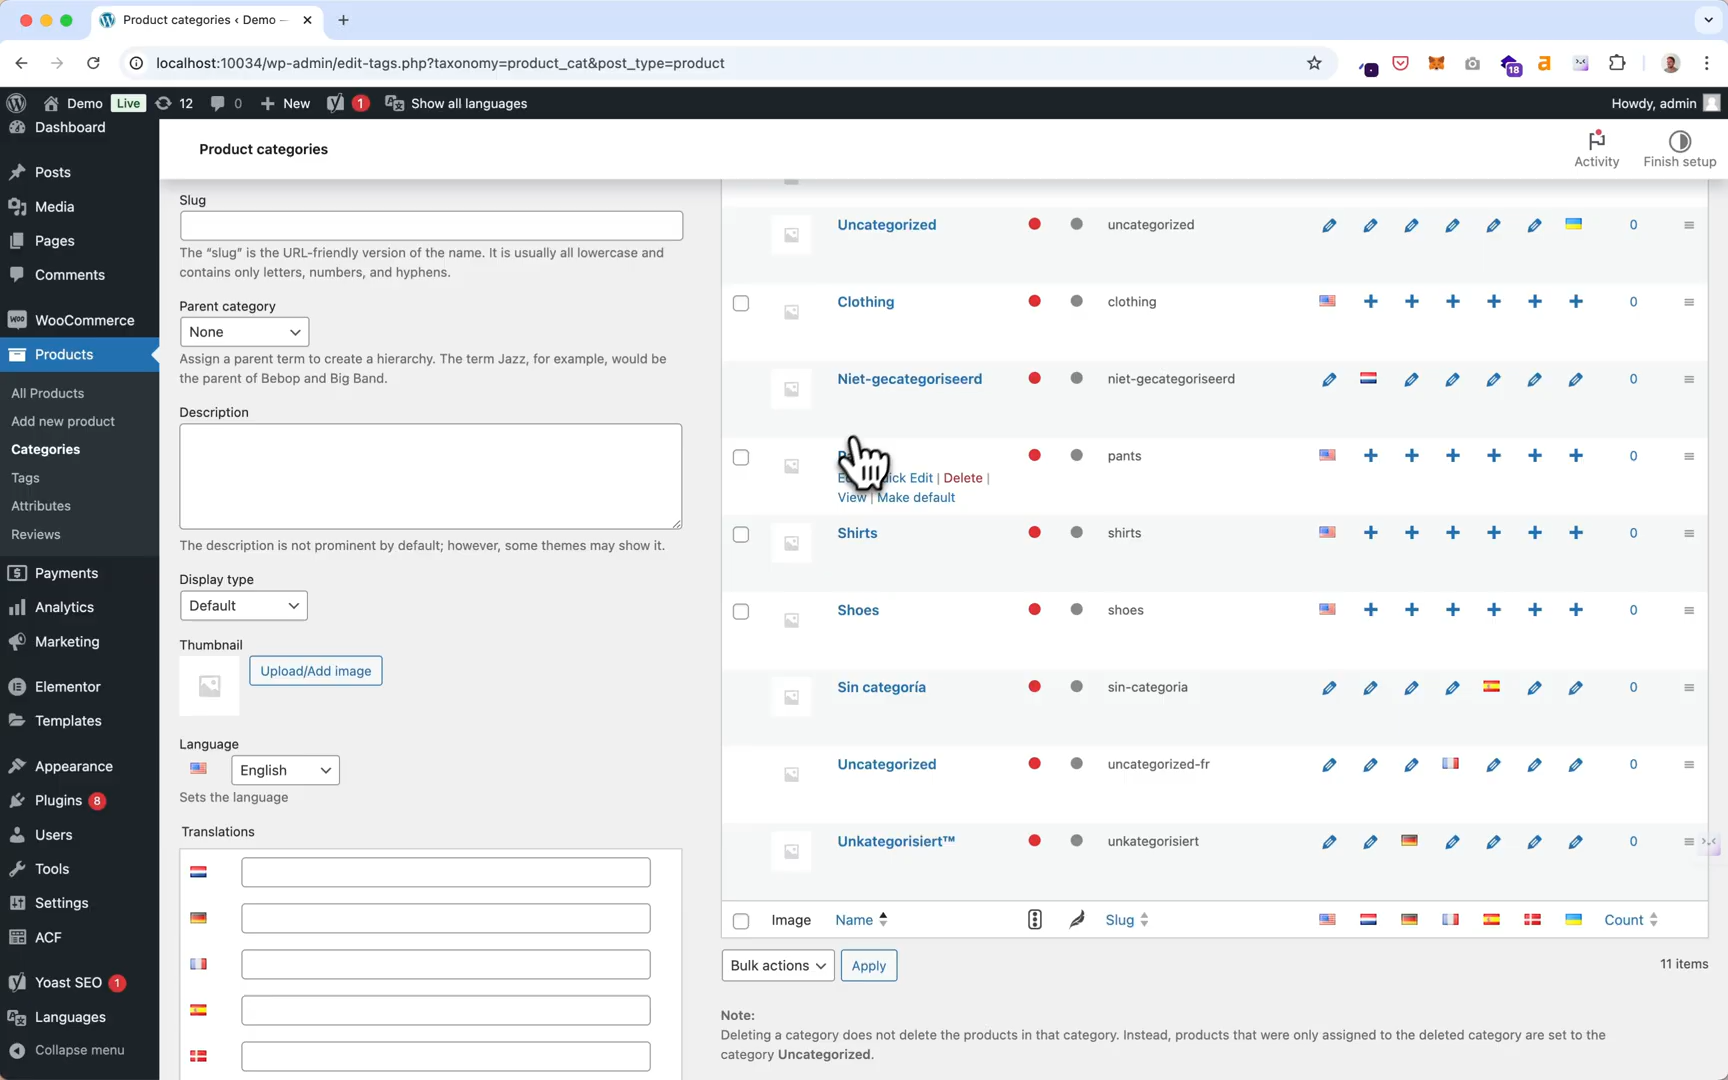 Product categories ‹ Demo –
localhost:10034/wp-admin/edit-tags.php?taxonomy=product_cat&post_type=product
18
Demo
Live
12
0
New
1
Show all languages
Howdy, admin
Dashboard
Posts
Media
Pages
Comments
WooCommerce
Products
All Products
Add new product
Categories
Tags
Attributes
Reviews
Payments
Analytics
Marketing
Elementor
Templates
Appearance
Plugins 8
Users
Tools
Settings
ACF
Yoast SEO 1
Languages
Collapse menu
Product categories
Activity
Finish setup
Slug
The “slug” is the URL-friendly version of the name. It is usually all lowercase and
contains only letters, numbers, and hyphens.
Parent category
None
Assign a parent term to create a hierarchy. The term Jazz, for example, would be
the parent of Bebop and Big Band.
Description
The description is not prominent by default; however, some themes may show it.
Display type
Default
Thumbnail
Upload/Add image
Language
English
Sets the language
Translations
Uncategorized uncategorized 0
Clothing clothing 0
Niet-gecategoriseerd niet-gecategoriseerd 0
pants 0
Edit | Delete |
View | Make default
Shirts shirts 0
Shoes shoes 0
Sin categoría sin-categoria 0
Uncategorized uncategorized-fr 0
Unkategorisiert™ unkategorisiert 0
Image Name Slug Count
Bulk actions
Apply
11 items
Note:
Deleting a category does not delete the products in that category. Instead, products that were only assigned to the deleted category are set to the
category Uncategorized.